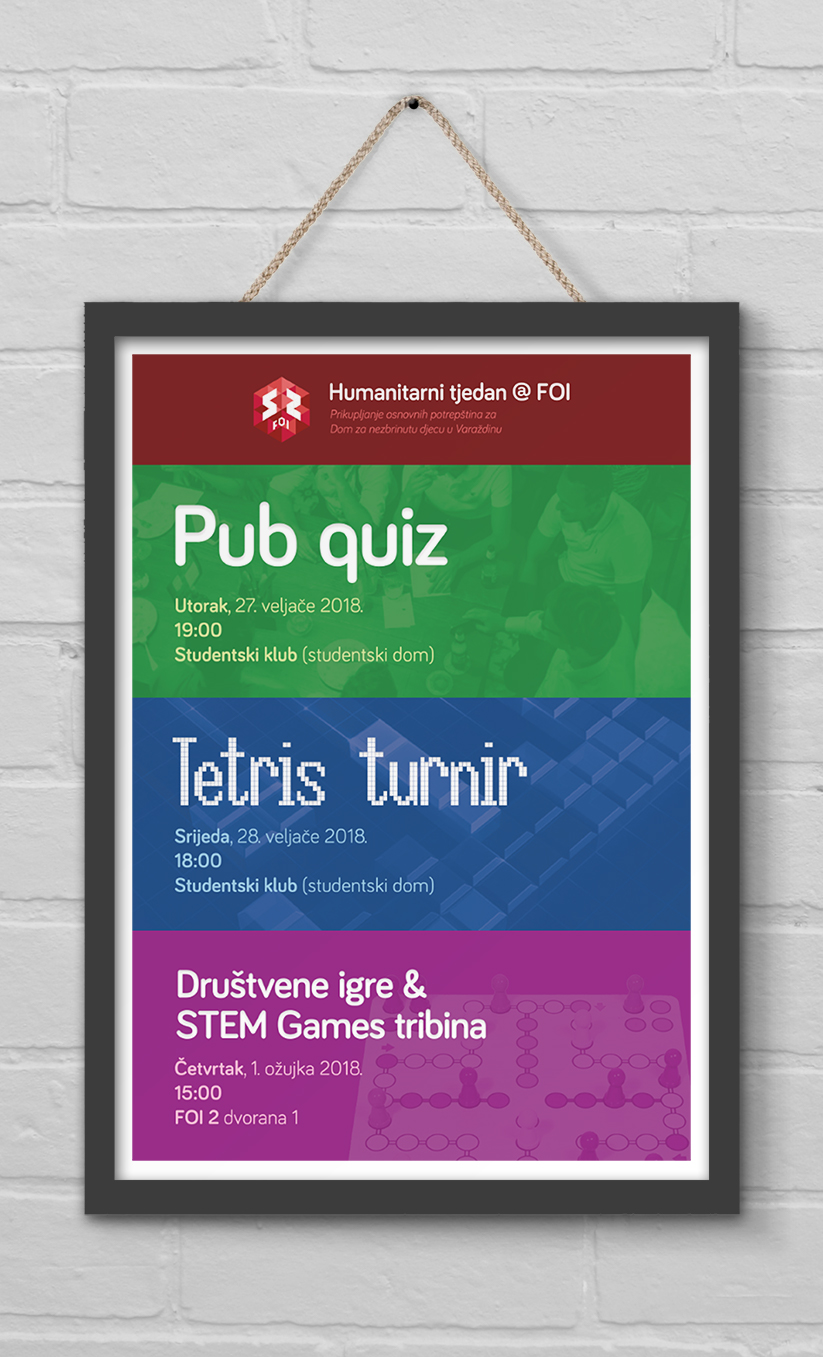 SZ
FOI
Humanitarni tjedan @ FOI
Prikupljanje osnovnih potrepština za
Dom za nezbrinutu djecu u Varaždinu
Pub quiz
Utorak, 27. veljače 2018.
19:00
Studentski klub (studentski dom)
Tetris turnir
Srijeda, 28. veljače 2018.
18:00
Studentski klub (studentski dom)
Društvene igre &
STEM Games tribina
Četvrtak, 1. ožujka 2018.
15:00
FOI 2 dvorana 1